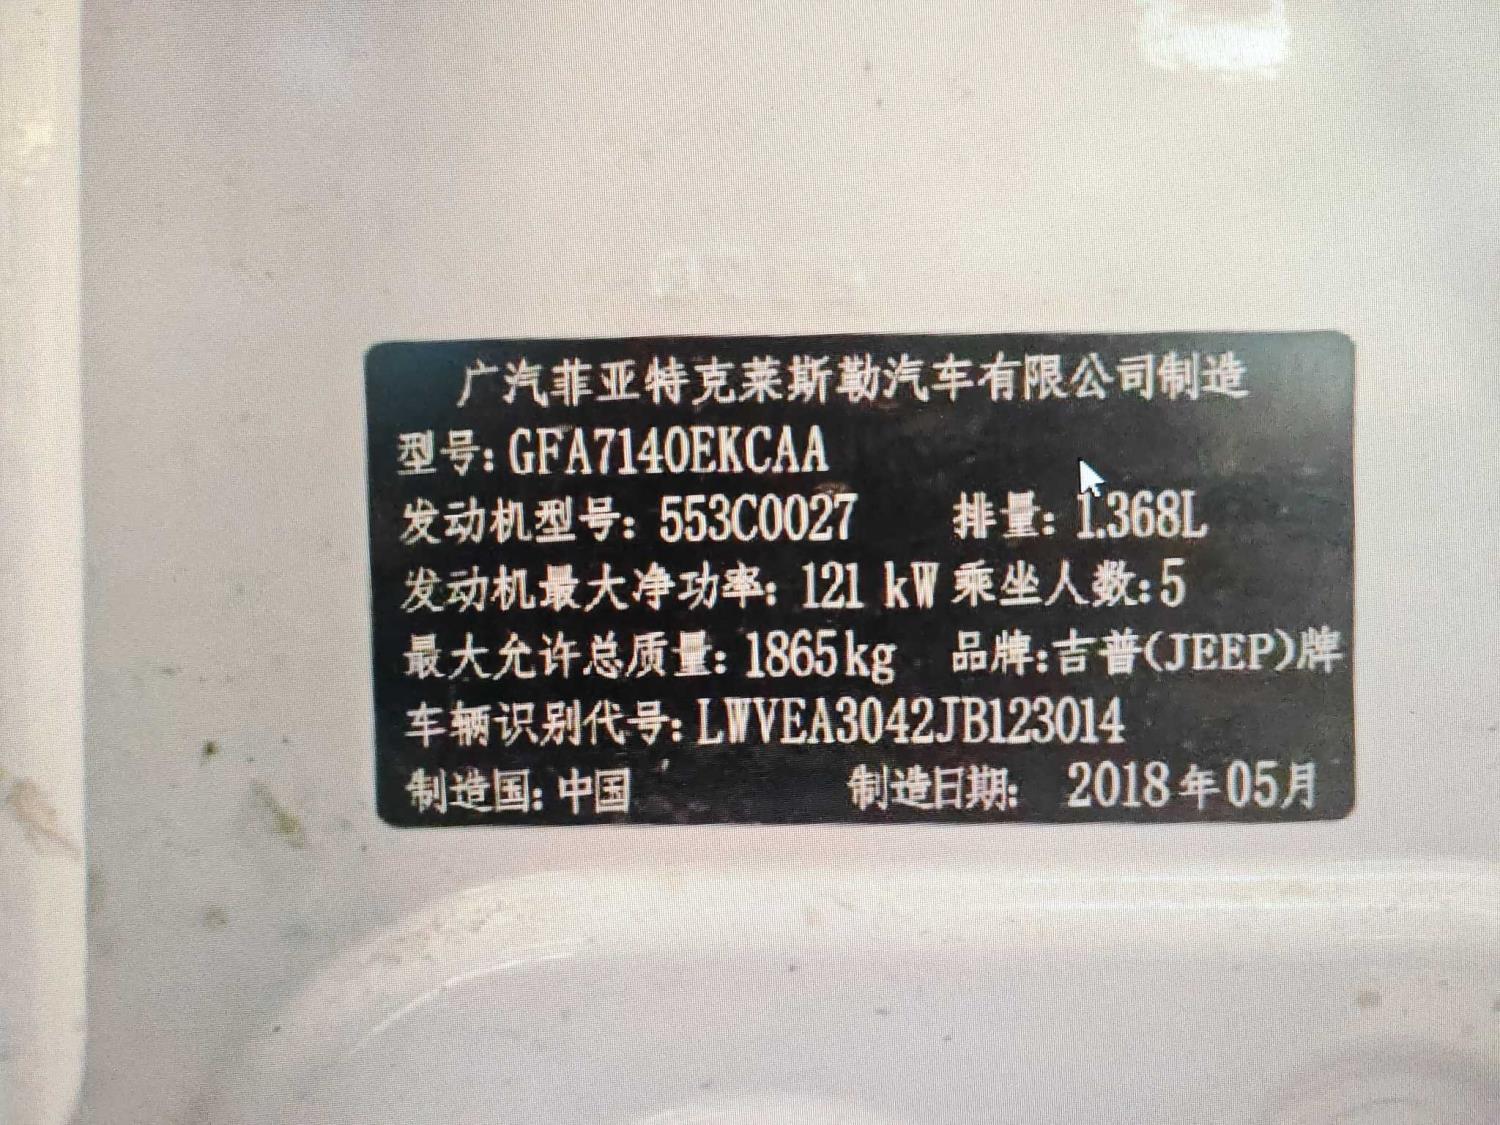 广汽菲亚特克莱斯勒汽车有限公司制造
型号: GFA7140EKCAA
发动机型号: 553C0027 排量: 1.368L
发动机最大净功率: 121 kW 乘坐人数: 5
最大允许总质量: 1865kg 品牌: 吉普(JEEP)牌
车辆识别代号: LWVEA3042JB123014
制造国: 中国 制造日期: 2018年05月